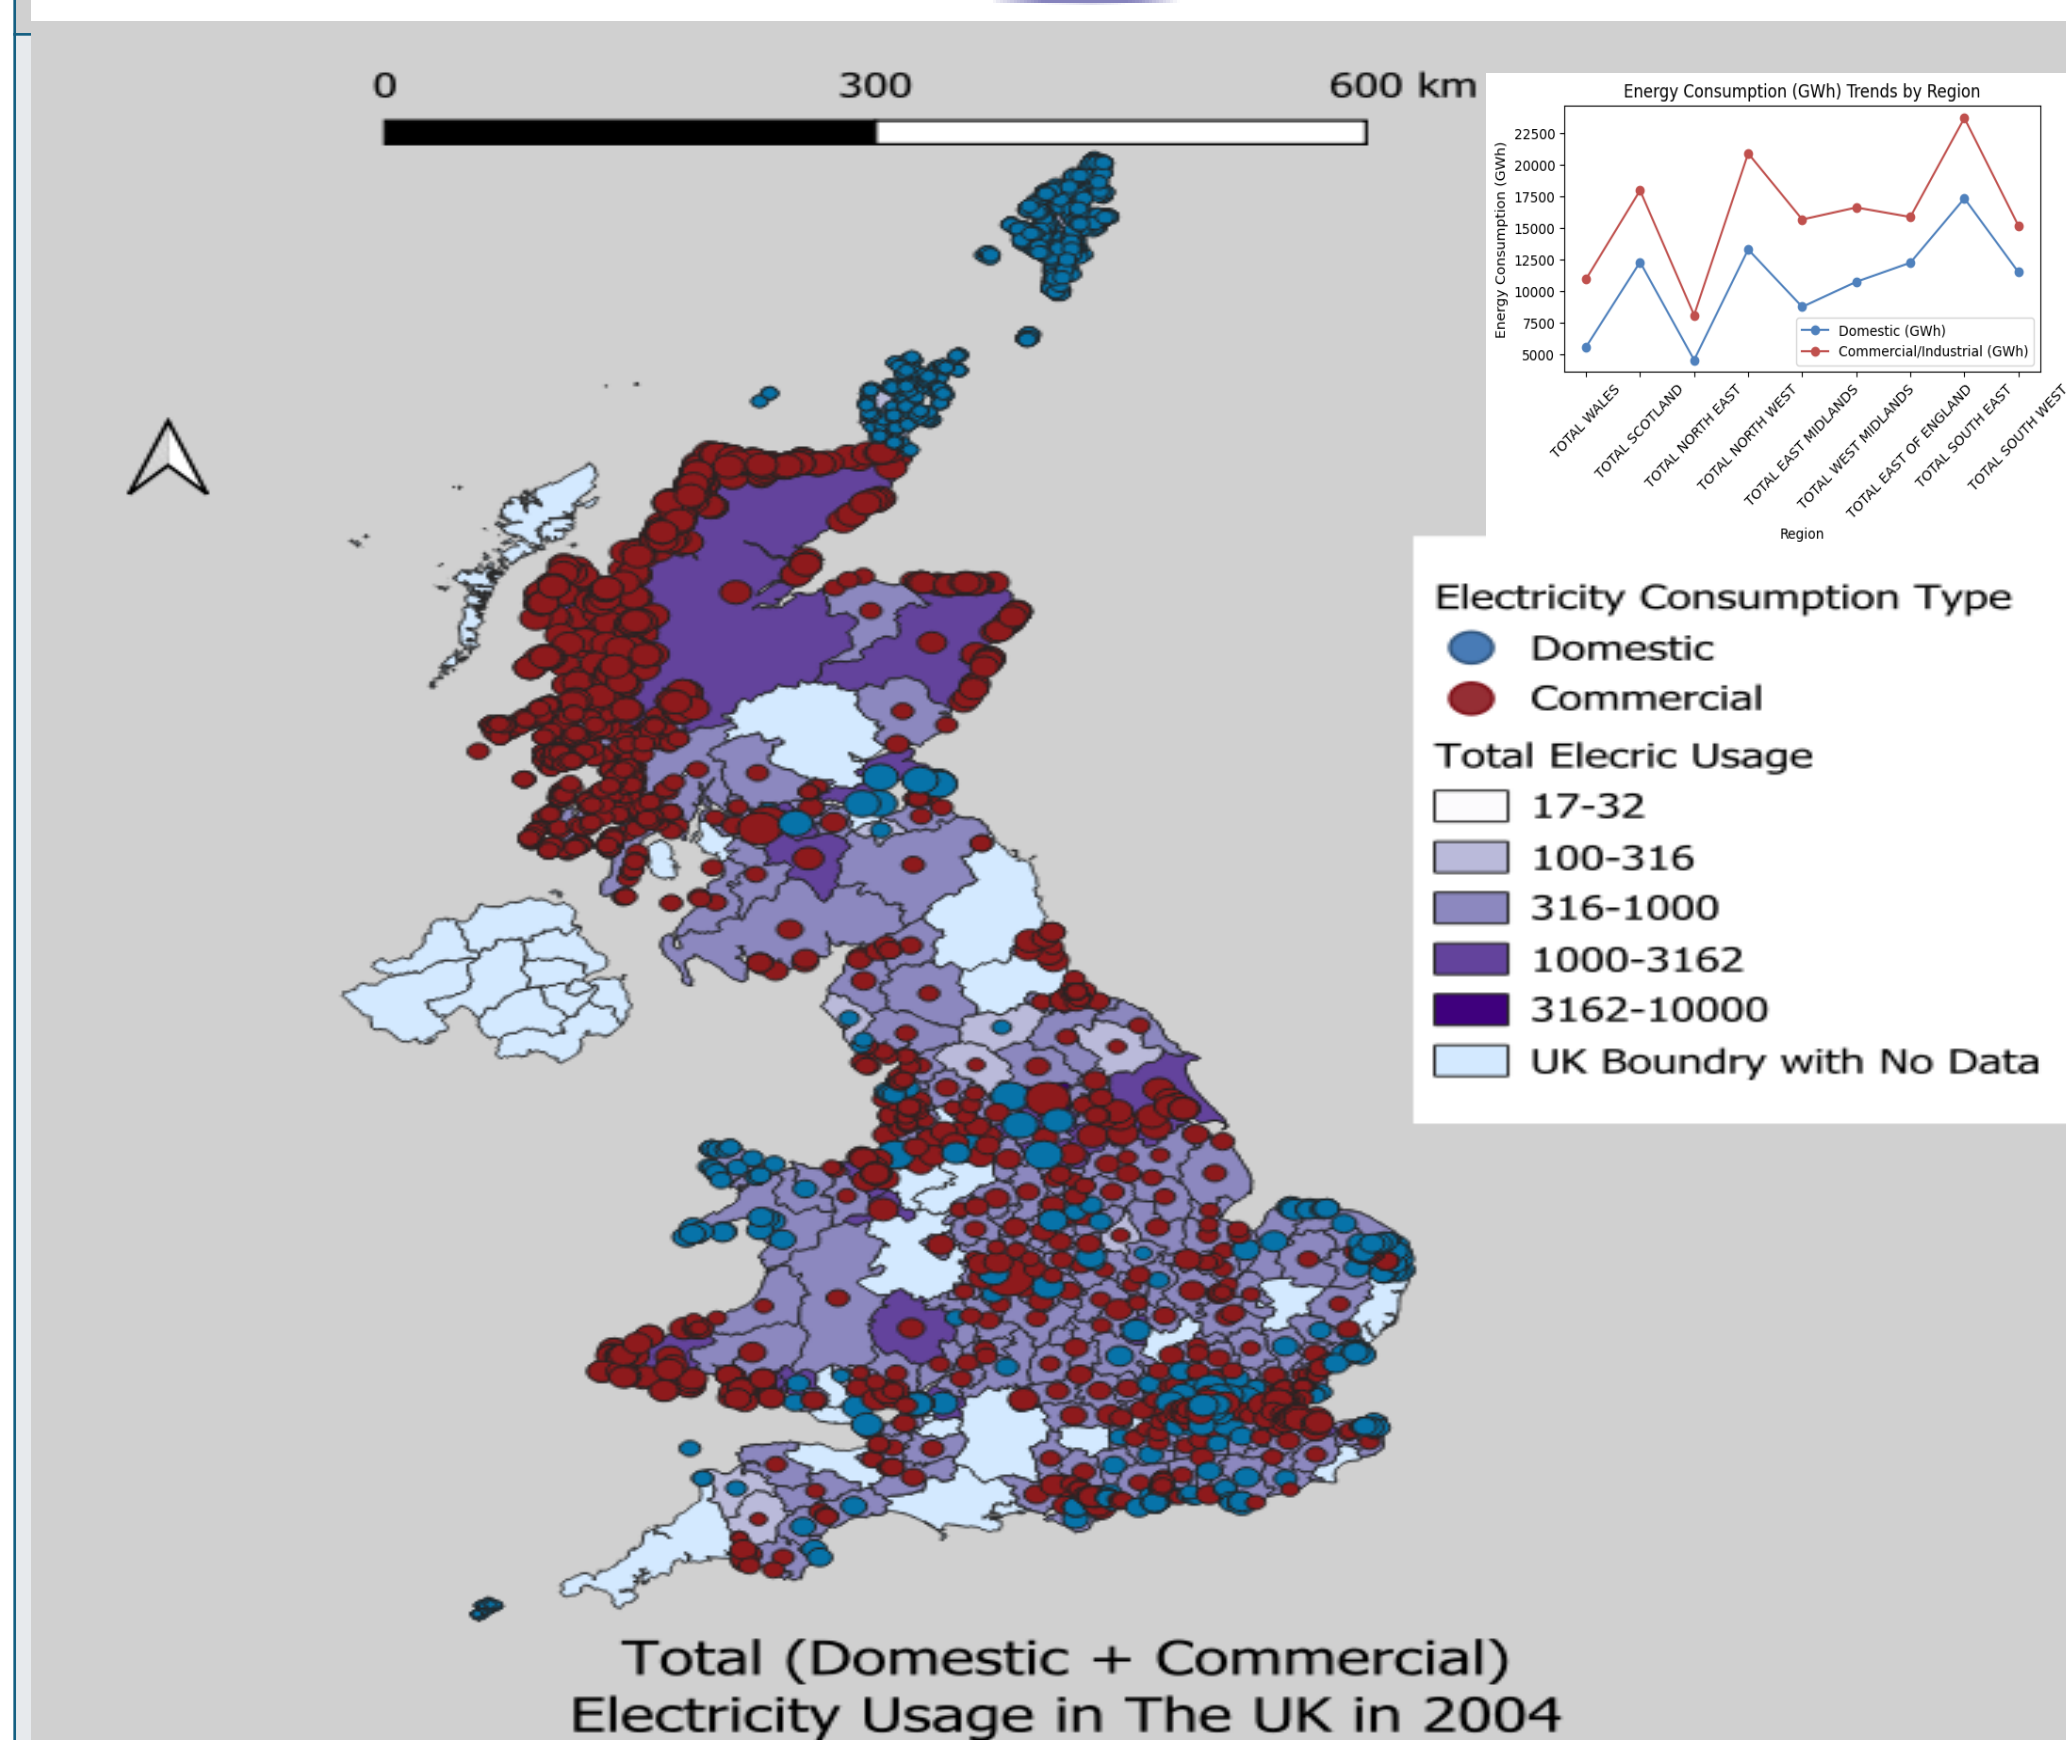 0 300 600 km
Energy Consumption (GWh) Trends by Region
Energy Consumption (GWh)
22500
20000
17500
15000
12500
10000
7500
5000
Domestic (GWh)
Commercial/Industrial (GWh)
TOTAL WALES
TOTAL SCOTLAND
TOTAL NORTH EAST
TOTAL NORTH WEST
TOTAL EAST MIDLANDS
TOTAL WEST MIDLANDS
TOTAL EAST OF ENGLAND
TOTAL SOUTH EAST
TOTAL SOUTH WEST
Region
Electricity Consumption Type
Domestic
Commercial
Total Elecric Usage
17-32
100-316
316-1000
1000-3162
3162-10000
UK Boundry with No Data
Total (Domestic + Commercial)
Electricity Usage in The UK in 2004